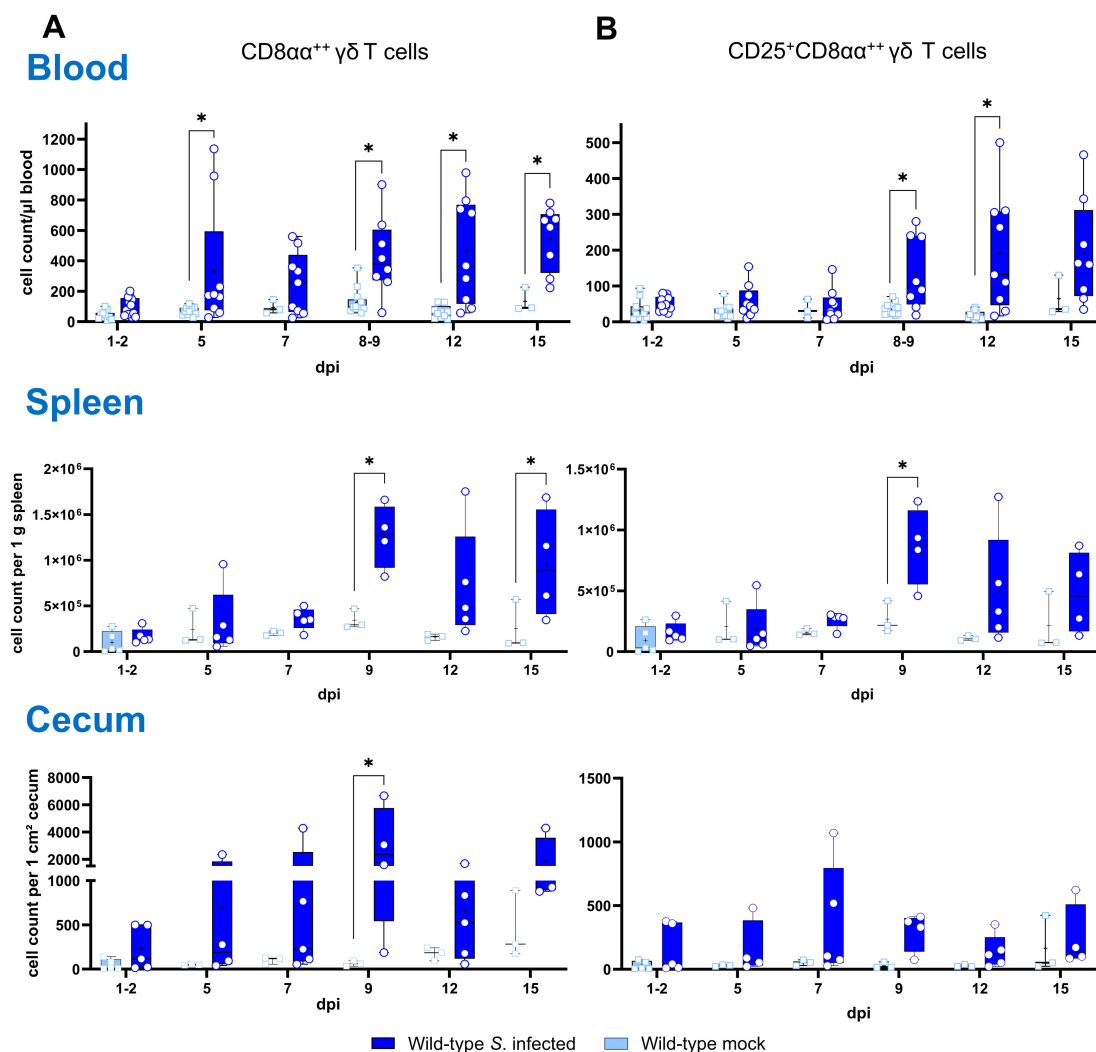 A
B
CD8αα⁺⁺ γδ T cells
CD25⁺CD8αα⁺⁺ γδ T cells
Blood
cell count/µl blood
1200
1000
800
600
400
200
0
*
*
*
*
1-2 5 7 8-9 12 15
dpi
500
400
300
200
100
0
*
*
1-2 5 7 8-9 12 15
dpi
Spleen
cell count per 1 g spleen
2×10⁶
1.5×10⁶
1×10⁶
5×10⁵
0
*
*
1-2 5 7 9 12 15
dpi
1.5×10⁶
1×10⁶
5×10⁵
0
*
1-2 5 7 9 12 15
dpi
Cecum
cell count per 1 cm² cecum
8000
6000
4000
2000
1000
500
0
*
1-2 5 7 9 12 15
dpi
1500
1000
500
0
1-2 5 7 9 12 15
dpi
Wild-type S. infected
Wild-type mock